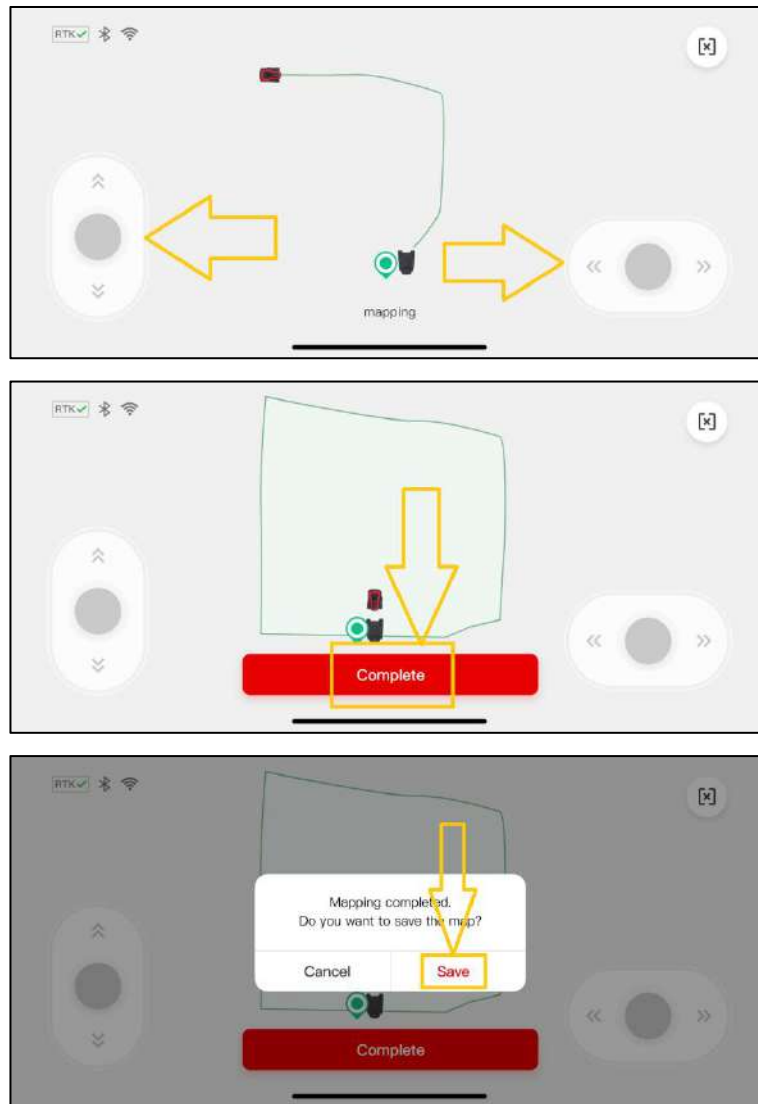 RTK
mapping
RTK
Complete
RTK
Mapping completed.
Do you want to save the map?
Cancel
Save
Complete